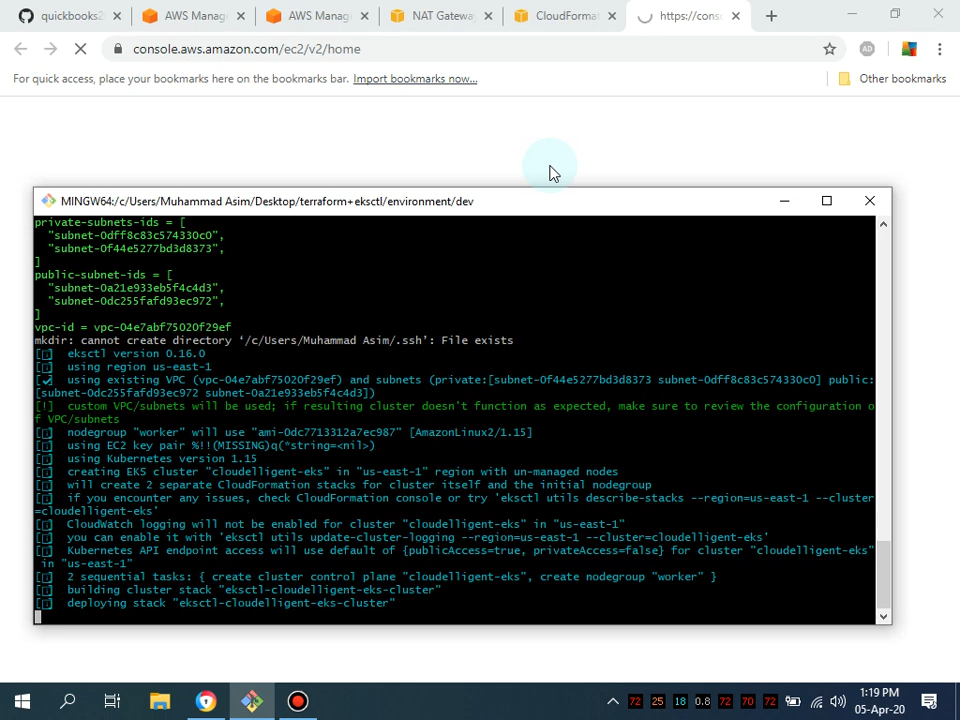 quickbooks2
AWS Manag
AWS Manag
NAT Gateway
CloudFormat
https://cons
console.aws.amazon.com/ec2/v2/home
For quick access, place your bookmarks here on the bookmarks bar. Import bookmarks now...
Other bookmarks
MINGW64:/c/Users/Muhammad Asim/Desktop/terraform+eksctl/environment/dev
private-subnets-ids = [
"subnet-0dff8c83c574330c0",
"subnet-0f44e5277bd3d8373",
]
public-subnet-ids = [
"subnet-0a21e933eb5f4c4d3",
"subnet-0dc255fafd93ec972",
]
vpc-id = vpc-04e7abf75020f29ef
mkdir: cannot create directory ‘/c/Users/Muhammad Asim/.ssh’: File exists
[ℹ] eksctl version 0.16.0
[ℹ] using region us-east-1
[✔] using existing VPC (vpc-04e7abf75020f29ef) and subnets (private:[subnet-0f44e5277bd3d8373 subnet-0dff8c83c574330c0] public:
[subnet-0dc255fafd93ec972 subnet-0a21e933eb5f4c4d3])
[!] custom VPC/subnets will be used; if resulting cluster doesn't function as expected, make sure to review the configuration o
f VPC/subnets
[ℹ] nodegroup "worker" will use "ami-0dc7713312a7ec987" [AmazonLinux2/1.15]
[ℹ] using EC2 key pair %!!(MISSING)q(*string=<nil>)
[ℹ] using Kubernetes version 1.15
[ℹ] creating EKS cluster "cloudelligent-eks" in "us-east-1" region with un-managed nodes
[ℹ] will create 2 separate CloudFormation stacks for cluster itself and the initial nodegroup
[ℹ] if you encounter any issues, check CloudFormation console or try 'eksctl utils describe-stacks --region=us-east-1 --cluster
=cloudelligent-eks'
[ℹ] CloudWatch logging will not be enabled for cluster "cloudelligent-eks" in "us-east-1"
[ℹ] you can enable it with 'eksctl utils update-cluster-logging --region=us-east-1 --cluster=cloudelligent-eks'
[ℹ] Kubernetes API endpoint access will use default of {publicAccess=true, privateAccess=false} for cluster "cloudelligent-eks"
in "us-east-1"
[ℹ] 2 sequential tasks: { create cluster control plane "cloudelligent-eks", create nodegroup "worker" }
[ℹ] building cluster stack "eksctl-cloudelligent-eks-cluster"
[ℹ] deploying stack "eksctl-cloudelligent-eks-cluster"
72 25 18 0.8 72 70 72
1:19 PM
05-Apr-20